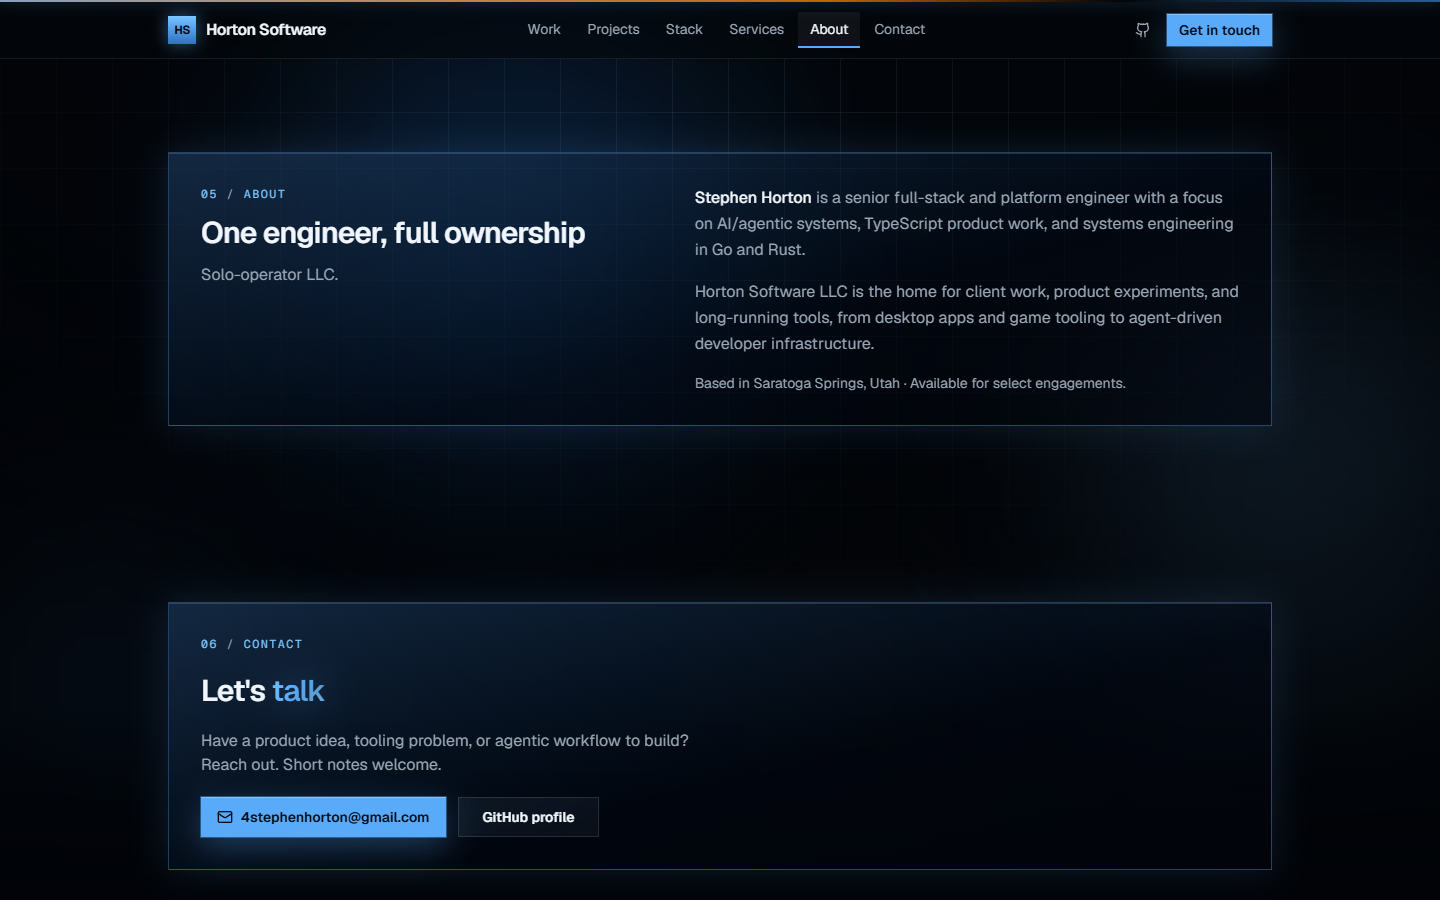 HS Horton Software Work Projects Stack Services About Contact Get in touch
05 / ABOUT
One engineer, full ownership
Solo-operator LLC.
Stephen Horton is a senior full-stack and platform engineer with a focus
on AI/agentic systems, TypeScript product work, and systems engineering
in Go and Rust.
Horton Software LLC is the home for client work, product experiments, and
long-running tools, from desktop apps and game tooling to agent-driven
developer infrastructure.
Based in Saratoga Springs, Utah · Available for select engagements.
06 / CONTACT
Let's talk
Have a product idea, tooling problem, or agentic workflow to build?
Reach out. Short notes welcome.
4stephenhorton@gmail.com GitHub profile